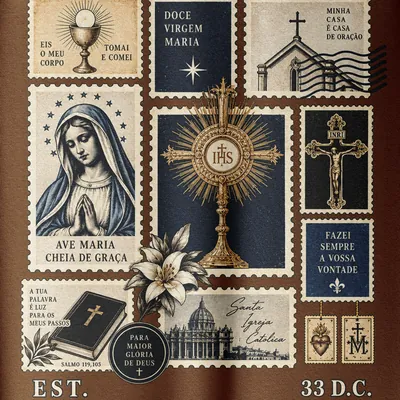 EIS
O MEU
CORPO
TOMAI
E COMEI
DOCE
VIRGEM
MARIA
MINHA
CASA
É CASA
DE ORAÇÃO
IHS
INRI
AVE MARIA
CHEIA DE GRAÇA
FAZEI
SEMPRE
A VOSSA
VONTADE
A TUA
PALAVRA
É LUZ
PARA OS
MEUS PASSOS
SALMO 119,105
PARA
MAIOR
GLÓRIA
DE DEUS
Santa
Igreja
Católica
M
EST.
33 D.C.